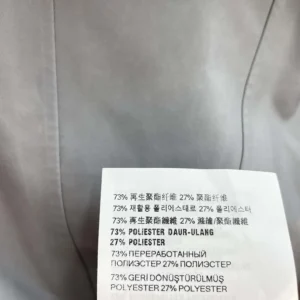 73% 再生聚酯纤维 27% 聚酯纤维
73% 재활용 폴리에스테르 27% 폴리에스터
73% 再生聚酯纖維 27% 滌綸/聚酯纖維
73% POLIESTER DAUR-ULANG
27% POLIESTER
73% ПЕРЕРАБОТАННЫЙ
ПОЛИЭСТЕР 27% ПОЛИЭСТЕР
73% GERİ DÖNÜŞTÜRÜLMÜŞ
POLYESTER 27% POLYESTER